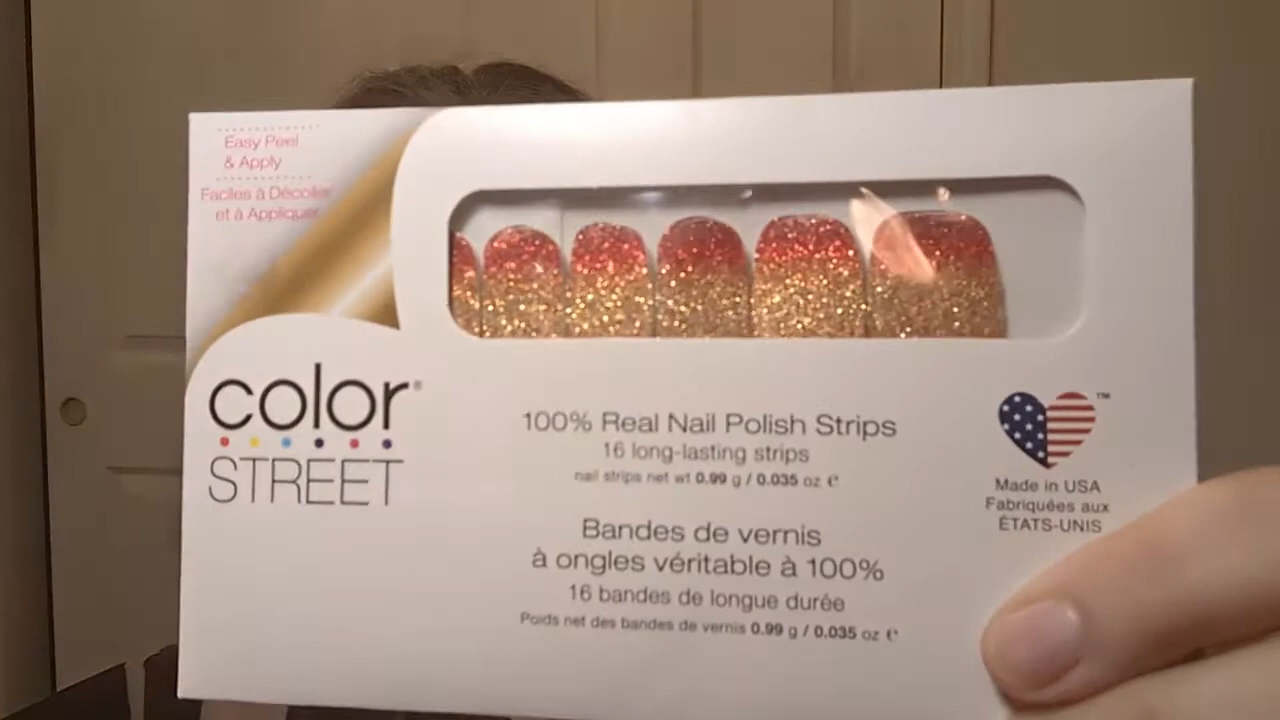 Easy Peel
& Apply
Faciles à Décoller
et à Appliquer
color®
STREET
100% Real Nail Polish Strips
16 long-lasting strips
nail strips net wt 0.99 g / 0.035 oz ℮
Bandes de vernis
à ongles véritable à 100%
16 bandes de longue durée
Poids net des bandes de vernis 0.99 g / 0.035 oz ℮
™
Made in USA
Fabriquées aux
ÉTATS-UNIS